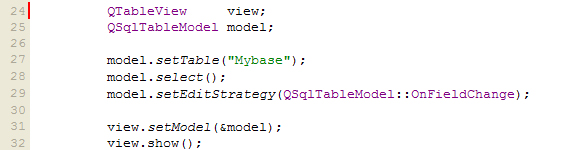 24 QTableView     view;
25 QSqlTableModel model;
26
27 model.setTable("Mybase");
28 model.select();
29 model.setEditStrategy(QSqlTableModel::OnFieldChange);
30
31 view.setModel(&model);
32 view.show();